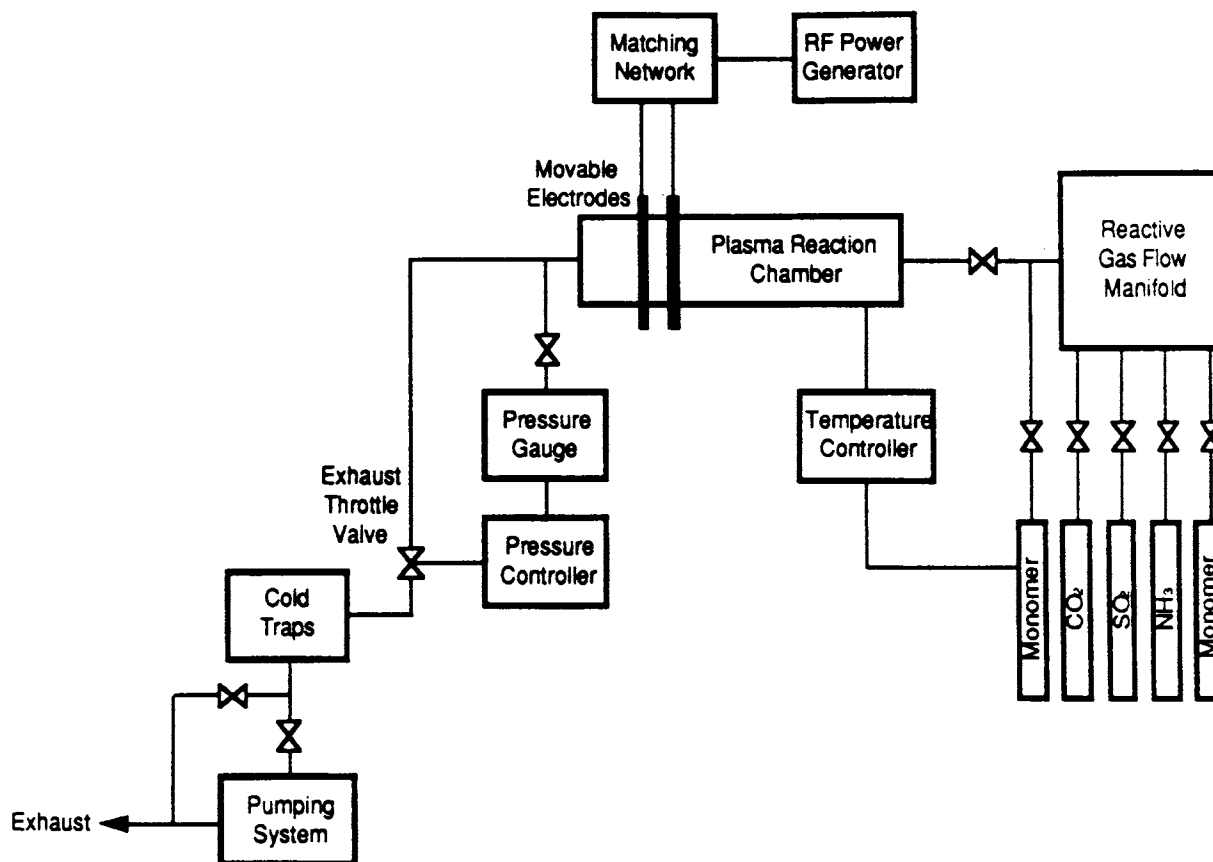 Matching
Network
RF Power
Generator
Movable
Electrodes
Plasma Reaction
Chamber
Reactive
Gas Flow
Manifold
Pressure
Gauge
Temperature
Controller
Exhaust
Throttle
Valve
Pressure
Controller
Cold
Traps
Monomer
CO₂
SO₂
NH₃
Monomer
Pumping
System
Exhaust